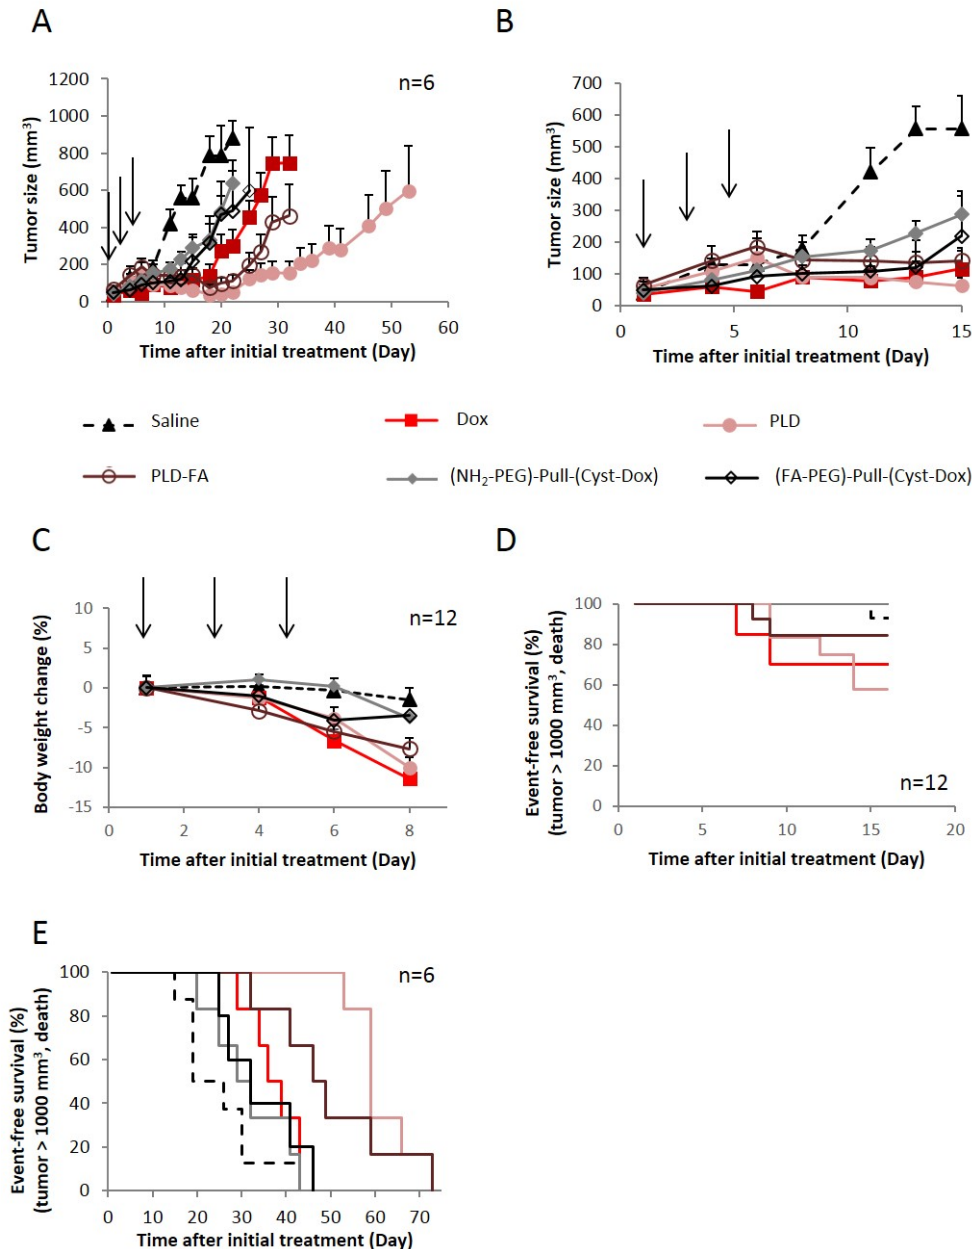 A
B
n=6
Tumor size (mm³)
1200
1000
800
600
400
200
0
0 10 20 30 40 50 60
Time after initial treatment (Day)
Tumor size (mm³)
700
600
500
400
300
200
100
0
0 5 10 15
Time after initial treatment (Day)
Saline
Dox
PLD
PLD-FA
(NH₂-PEG)-Pull-(Cyst-Dox)
(FA-PEG)-Pull-(Cyst-Dox)
C
D
n=12
Body weight change (%)
10
5
0
-5
-10
-15
0 2 4 6 8
Time after initial treatment (Day)
Event-free survival (%)
(tumor > 1000 mm³, death)
100
80
60
40
20
0
n=12
0 5 10 15 20
Time after initial treatment (Day)
E
n=6
Event-free survival (%)
(tumor > 1000 mm³, death)
100
80
60
40
20
0
0 10 20 30 40 50 60 70
Time after initial treatment (Day)